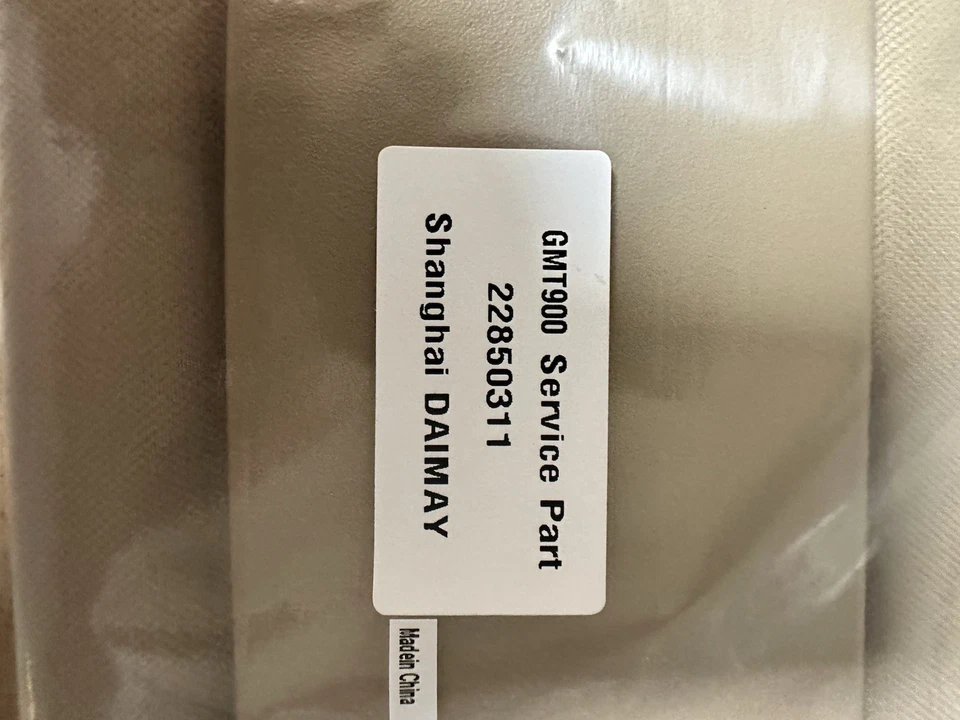 GMT900 Service Part
22850311
Shanghai DAIMAY
Madein China